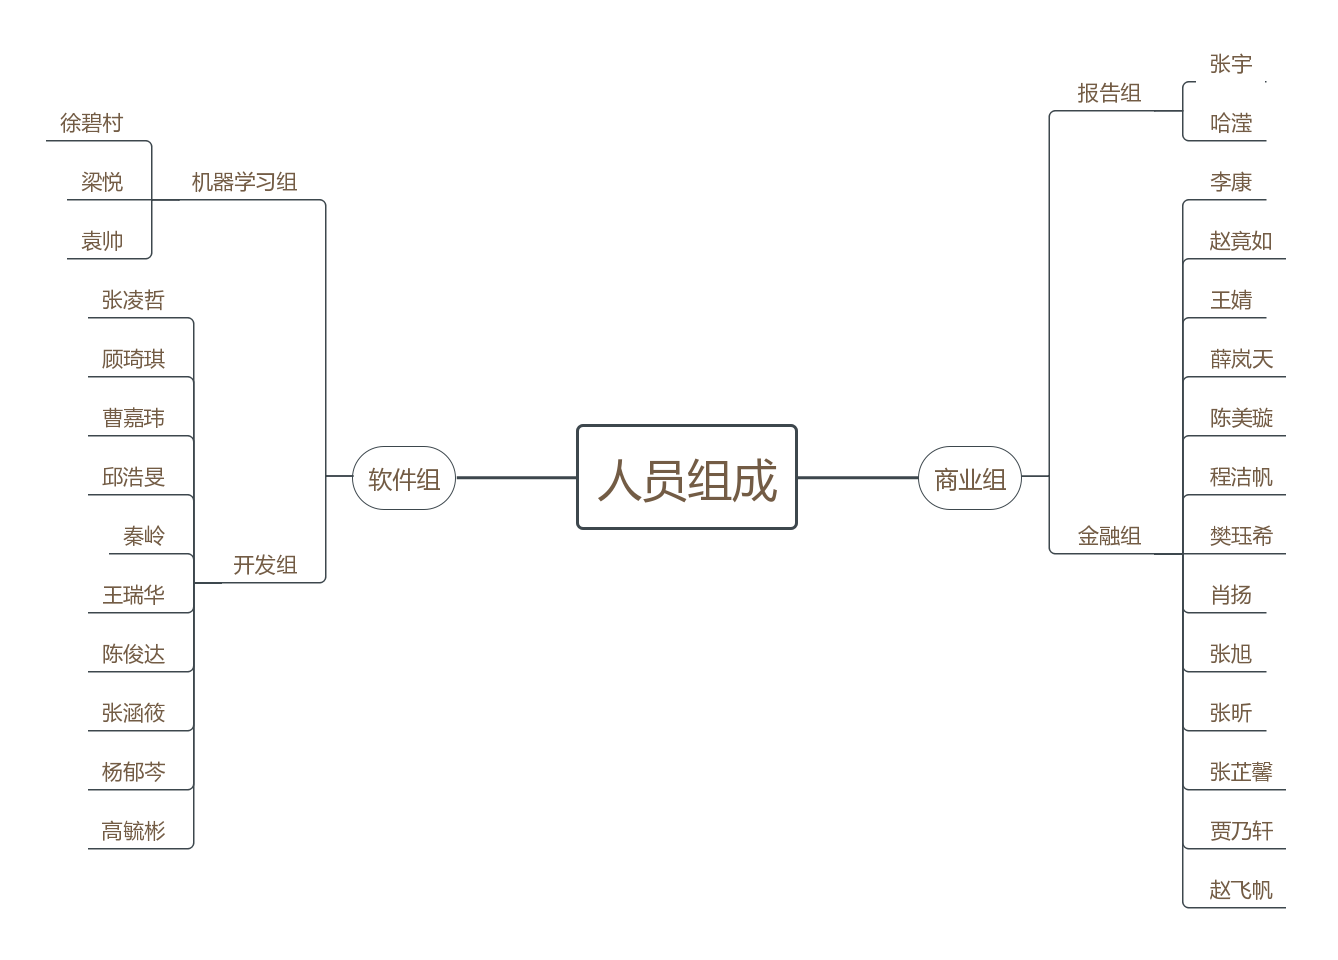 人员组成
软件组
机器学习组
徐碧村
梁悦
袁帅
开发组
张凌哲
顾琦琪
曹嘉玮
邱浩旻
秦岭
王瑞华
陈俊达
张涵筱
杨郁芩
高毓彬
商业组
报告组
张宇
哈滢
金融组
李康
赵竟如
王婧
薛岚天
陈美璇
程洁帆
樊珏希
肖扬
张旭
张昕
张芷馨
贾乃轩
赵飞帆